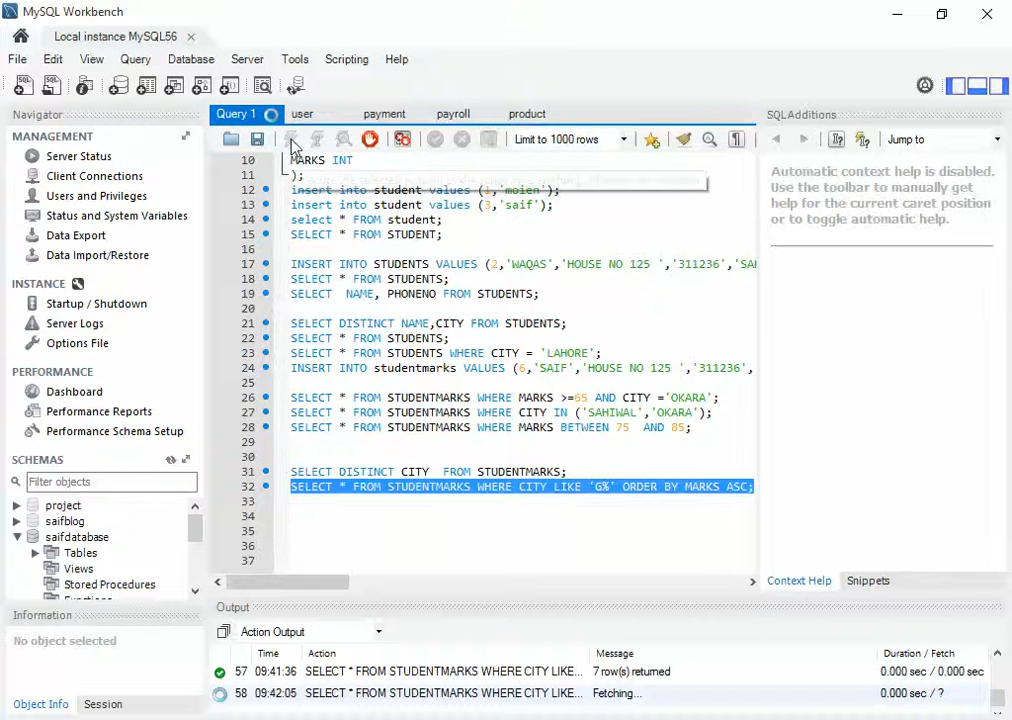 MySQL Workbench
Local instance MySQL56
File Edit View Query Database Server Tools Scripting Help
Navigator
MANAGEMENT
Server Status
Client Connections
Users and Privileges
Status and System Variables
Data Export
Data Import/Restore
INSTANCE
Startup / Shutdown
Server Logs
Options File
PERFORMANCE
Dashboard
Performance Reports
Performance Schema Setup
SCHEMAS
Filter objects
project
saifblog
saifdatabase
Tables
Views
Stored Procedures
Information
No object selected
Object Info Session
Query 1 user payment payroll product
Limit to 1000 rows
10 MARKS INT
11 );
12 insert into student values (1,'moien');
13 insert into student values (3,'saif');
14 select * FROM student;
15 SELECT * FROM STUDENT;
16
17 INSERT INTO STUDENTS VALUES (2,'WAQAS','HOUSE NO 125 ','311236','SAH
18 SELECT * FROM STUDENTS;
19 SELECT NAME, PHONENO FROM STUDENTS;
20
21 SELECT DISTINCT NAME,CITY FROM STUDENTS;
22 SELECT * FROM STUDENTS;
23 SELECT * FROM STUDENTS WHERE CITY = 'LAHORE';
24 INSERT INTO studentmarks VALUES (6,'SAIF','HOUSE NO 125 ','311236',
25
26 SELECT * FROM STUDENTMARKS WHERE MARKS >=65 AND CITY ='OKARA';
27 SELECT * FROM STUDENTMARKS WHERE CITY IN ('SAHIWAL','OKARA');
28 SELECT * FROM STUDENTMARKS WHERE MARKS BETWEEN 75 AND 85;
29
30
31 SELECT DISTINCT CITY FROM STUDENTMARKS;
32 SELECT * FROM STUDENTMARKS WHERE CITY LIKE 'G%' ORDER BY MARKS ASC;
33
34
35
36
37
SQLAdditions
Jump to
Automatic context help is disabled.
Use the toolbar to manually get
help for the current caret position
or to toggle automatic help.
Context Help Snippets
Output
Action Output
Time Action Message Duration / Fetch
57 09:41:36 SELECT * FROM STUDENTMARKS WHERE CITY LIKE... 7 row(s) returned 0.000 sec / 0.000 sec
58 09:42:05 SELECT * FROM STUDENTMARKS WHERE CITY LIKE... Fetching... 0.000 sec / ?